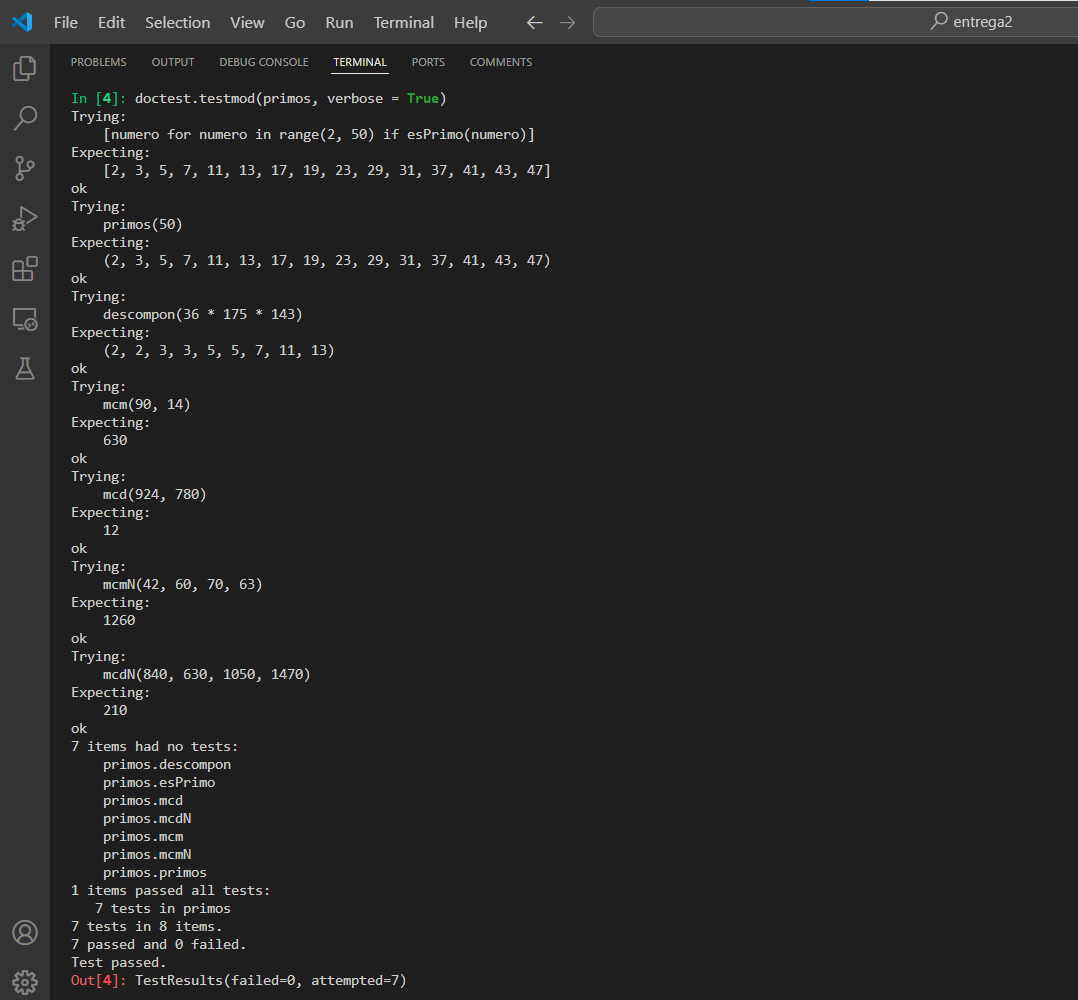 File Edit Selection View Go Run Terminal Help entrega2
PROBLEMS OUTPUT DEBUG CONSOLE TERMINAL PORTS COMMENTS
In [4]: doctest.testmod(primos, verbose = True)
Trying:
    [numero for numero in range(2, 50) if esPrimo(numero)]
Expecting:
    [2, 3, 5, 7, 11, 13, 17, 19, 23, 29, 31, 37, 41, 43, 47]
ok
Trying:
    primos(50)
Expecting:
    (2, 3, 5, 7, 11, 13, 17, 19, 23, 29, 31, 37, 41, 43, 47)
ok
Trying:
    descompon(36 * 175 * 143)
Expecting:
    (2, 2, 3, 3, 5, 5, 7, 11, 13)
ok
Trying:
    mcm(90, 14)
Expecting:
    630
ok
Trying:
    mcd(924, 780)
Expecting:
    12
ok
Trying:
    mcmN(42, 60, 70, 63)
Expecting:
    1260
ok
Trying:
    mcdN(840, 630, 1050, 1470)
Expecting:
    210
ok
7 items had no tests:
    primos.descompon
    primos.esPrimo
    primos.mcd
    primos.mcdN
    primos.mcm
    primos.mcmN
    primos.primos
1 items passed all tests:
   7 tests in primos
7 tests in 8 items.
7 passed and 0 failed.
Test passed.
Out[4]: TestResults(failed=0, attempted=7)